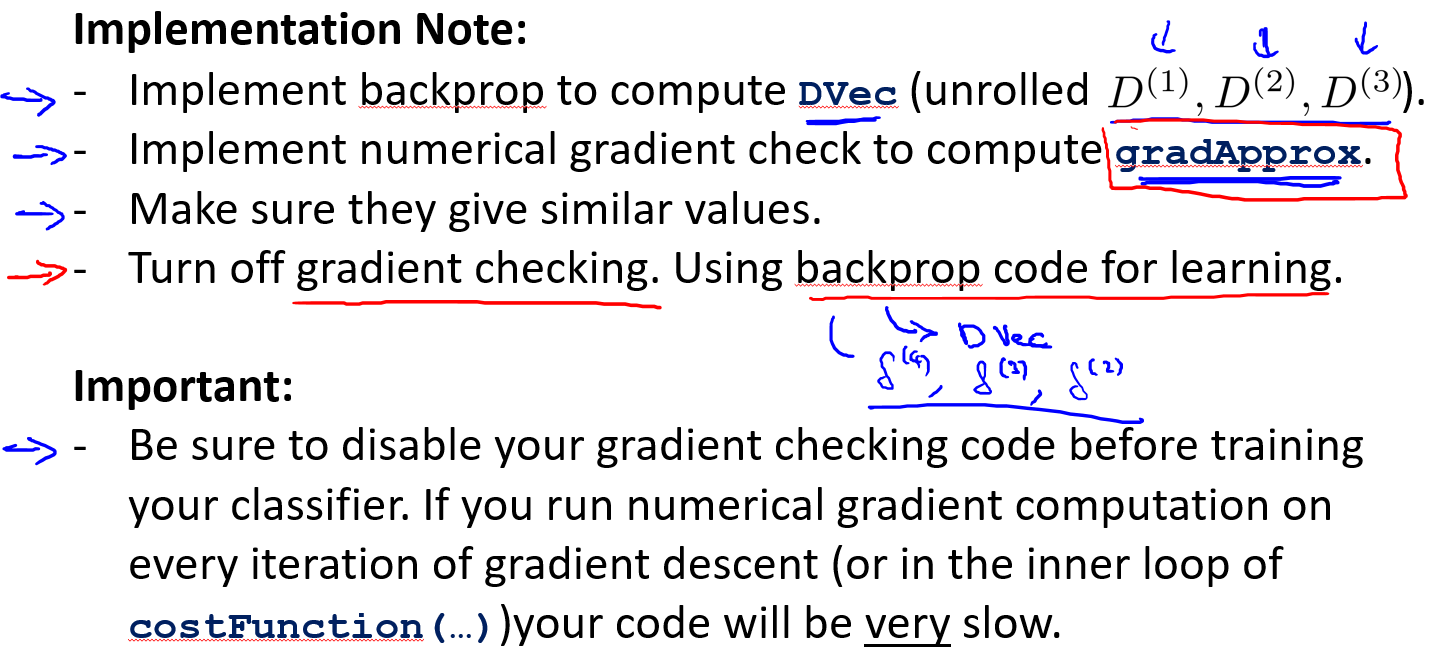 Implementation Note:
- Implement backprop to compute DVec (unrolled D^(1), D^(2), D^(3)).
- Implement numerical gradient check to compute gradApprox.
- Make sure they give similar values.
- Turn off gradient checking. Using backprop code for learning.
DVec
δ^(4), δ^(3), δ^(2)
Important:
- Be sure to disable your gradient checking code before training
your classifier. If you run numerical gradient computation on
every iteration of gradient descent (or in the inner loop of
costFunction(…))your code will be very slow.